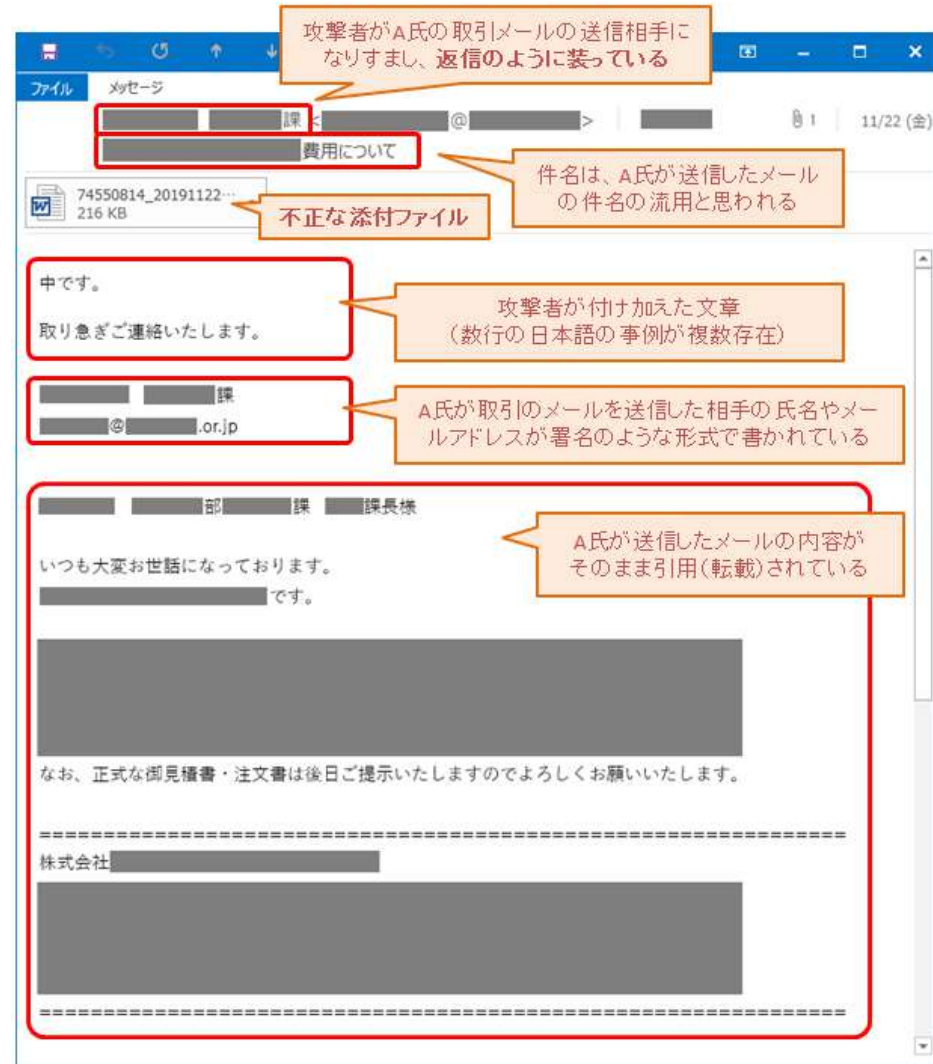 攻撃者がA氏の取引メールの送信相手に
なりすまし、返信のように装っている
ファイル メッセージ
課 < @ > 1 11/22 (金)
費用について
件名は、A氏が送信したメール
の件名の流用と思われる
74550814_20191122…
216 KB
不正な添付ファイル
中です。
取り急ぎご連絡いたします。
攻撃者が付け加えた文章
(数行の日本語の事例が複数存在)
課
@ .or.jp
A氏が取引のメールを送信した相手の氏名やメー
ルアドレスが署名のような形式で書かれている
部 課 課長様
A氏が送信したメールの内容が
そのまま引用(転載)されている
いつも大変お世話になっております。
です。
なお、正式な御見積書・注文書は後日ご提示いたしますのでよろしくお願いいたします。
===============================================================
株式会社
===============================================================